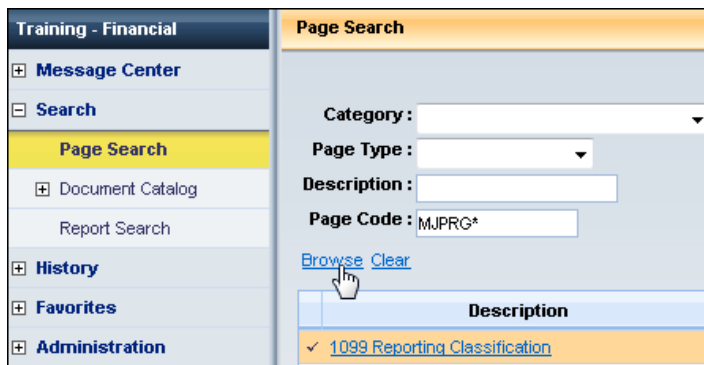 Training - Financial
Message Center
Search
Page Search
Document Catalog
Report Search
History
Favorites
Administration
Page Search
Category :
Page Type :
Description :
Page Code : MJPRG*
Browse Clear
Description
1099 Reporting Classification